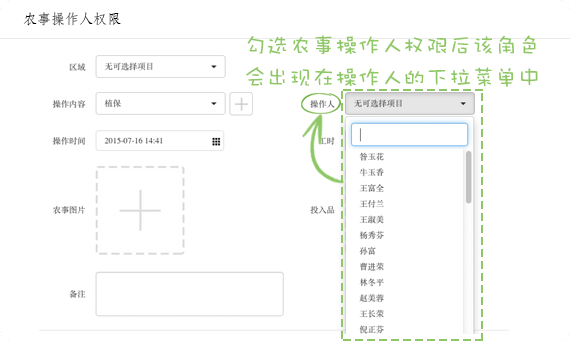 农事操作人权限
勾选农事操作人权限后该角色
会出现在操作人的下拉菜单中
区域 无可选择项目
操作内容 植保 操作人 无可选择项目
操作时间 2015-07-16 14:41 工时
昝玉花
牛玉香
王富全
王付兰
农事图片 投入品
王淑美
杨秀芬
孙富
曹进荣
林冬平
备注
赵美蓉
王长荣
倪正芬